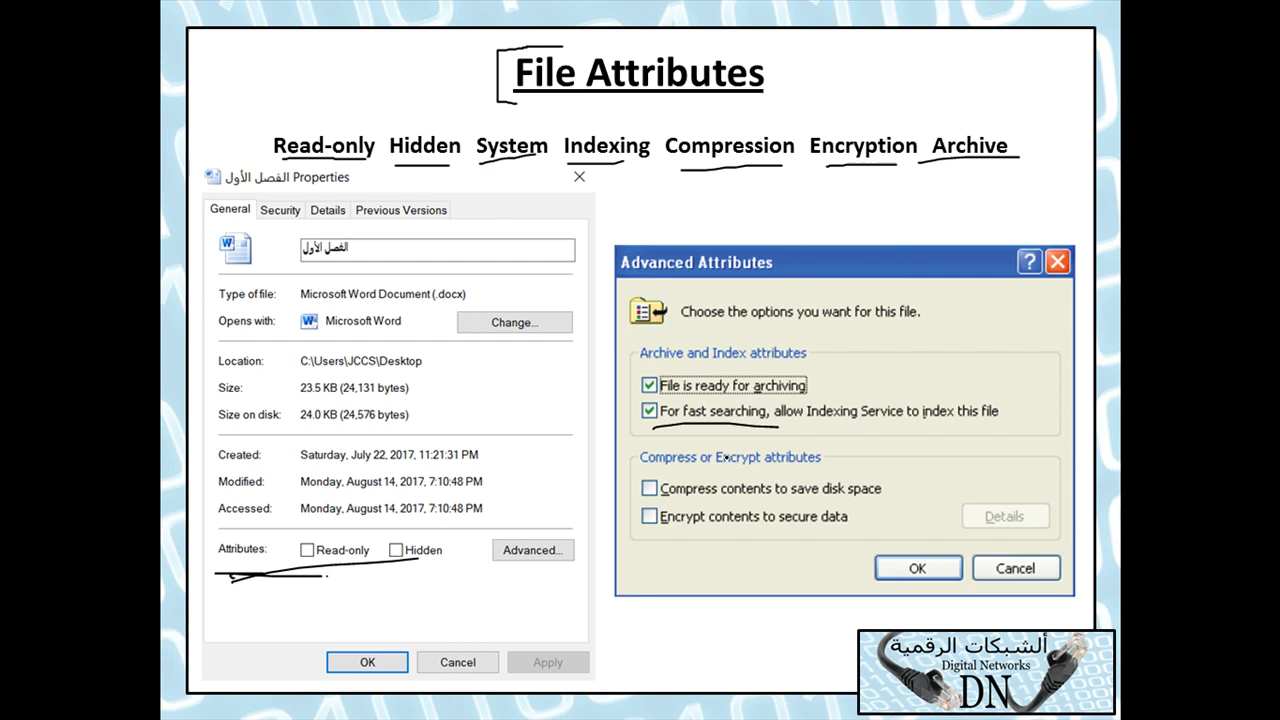 File Attributes
Read-only Hidden System Indexing Compression Encryption Archive
الفصل الأول Properties
General Security Details Previous Versions
الفصل الأول
Type of file: Microsoft Word Document (.docx)
Opens with: Microsoft Word Change...
Location: C:\Users\JCCS\Desktop
Size: 23.5 KB (24,131 bytes)
Size on disk: 24.0 KB (24,576 bytes)
Created: Saturday, July 22, 2017, 11:21:31 PM
Modified: Monday, August 14, 2017, 7:10:48 PM
Accessed: Monday, August 14, 2017, 7:10:48 PM
Attributes: Read-only Hidden Advanced...
OK Cancel Apply
Advanced Attributes
Choose the options you want for this file.
Archive and Index attributes
File is ready for archiving
For fast searching, allow Indexing Service to index this file
Compress or Encrypt attributes
Compress contents to save disk space
Encrypt contents to secure data Details
OK Cancel
ألشبكات الرقمية
Digital Networks
DN